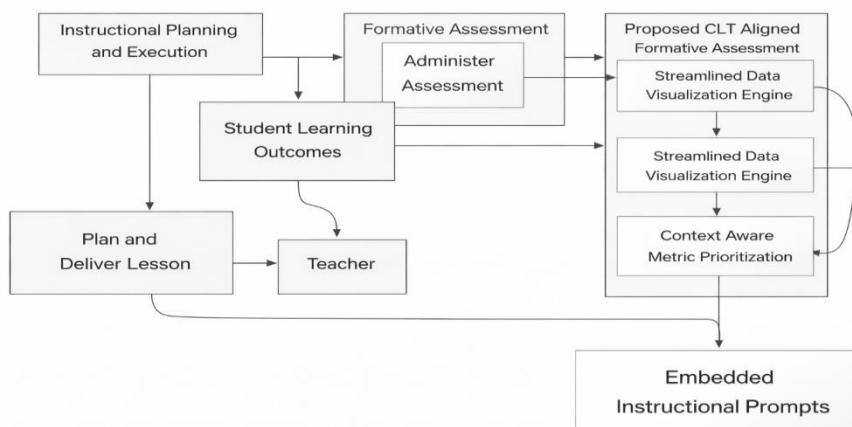 Instructional Planning
and Execution
Formative Assessment
Administer
Assessment
Student Learning
Outcomes
Proposed CLT Aligned
Formative Assessment
Streamlined Data
Visualization Engine
Streamlined Data
Visualization Engine
Context Aware
Metric Prioritization
Plan and
Deliver Lesson
Teacher
Embedded
Instructional Prompts